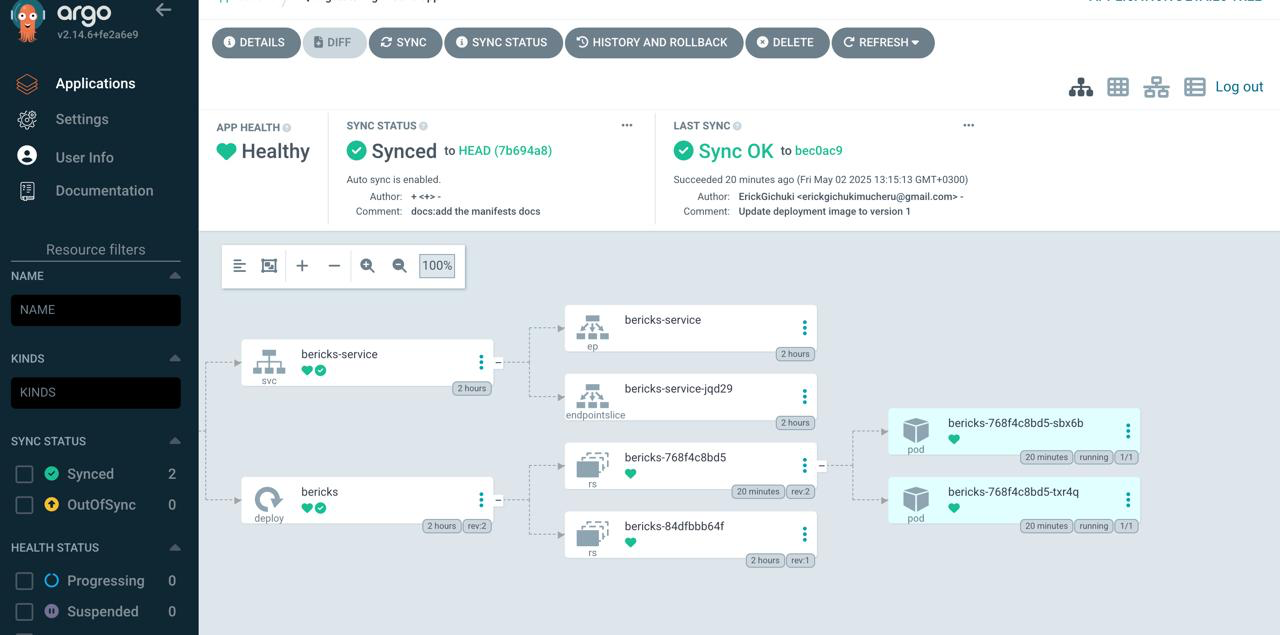 argo
v2.14.6+fe2a6e9
Applications
Settings
User Info
Documentation
Resource filters
NAME
NAME
KINDS
KINDS
SYNC STATUS
Synced 2
OutOfSync 0
HEALTH STATUS
Progressing 0
Suspended 0
DETAILS DIFF SYNC SYNC STATUS HISTORY AND ROLLBACK DELETE REFRESH
Log out
APP HEALTH
Healthy
SYNC STATUS
Synced to HEAD (7b694a8)
Auto sync is enabled.
Author: + <+> -
Comment: docs:add the manifests docs
LAST SYNC
Sync OK to bec0ac9
Succeeded 20 minutes ago (Fri May 02 2025 13:15:13 GMT+0300)
Author: ErickGichuki <erickgichukimucheru@gmail.com> -
Comment: Update deployment image to version 1
100%
bericks-service
svc
2 hours
bericks
deploy
2 hours rev:2
bericks-service
ep
2 hours
bericks-service-jqd29
endpointslice
2 hours
bericks-768f4c8bd5
rs
20 minutes rev:2
bericks-84dfbbb64f
rs
2 hours rev:1
bericks-768f4c8bd5-sbx6b
pod
20 minutes running 1/1
bericks-768f4c8bd5-txr4q
pod
20 minutes running 1/1